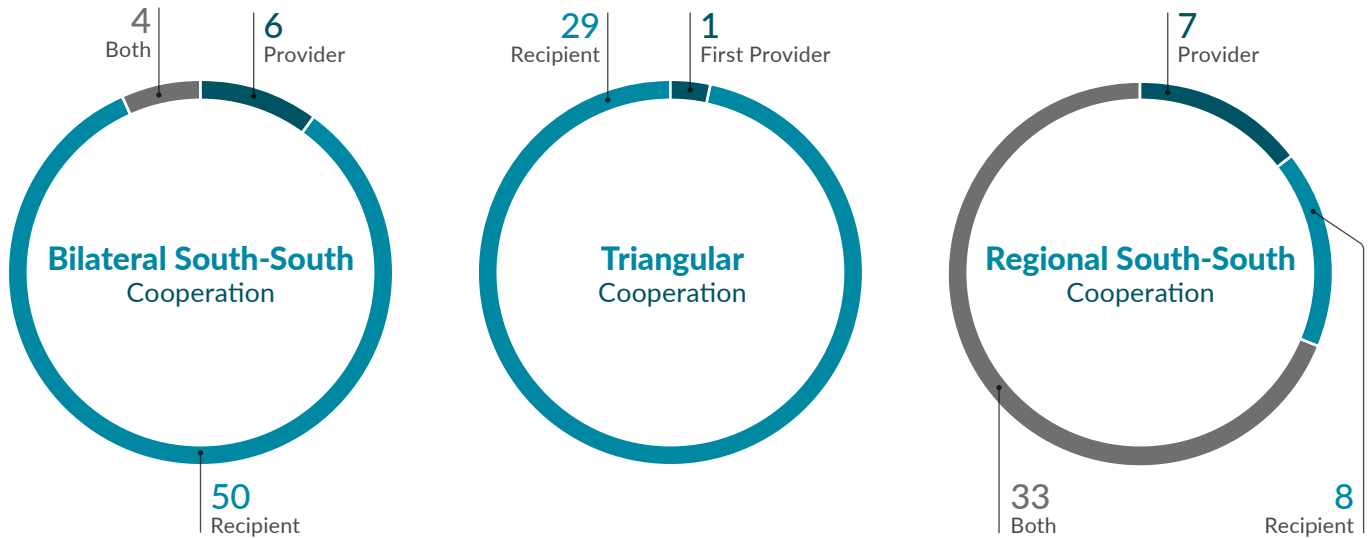 4
Both
6
Provider
Bilateral South-South
Cooperation
50
Recipient
29
Recipient
1
First Provider
Triangular
Cooperation
7
Provider
Regional South-South
Cooperation
33
Both
8
Recipient